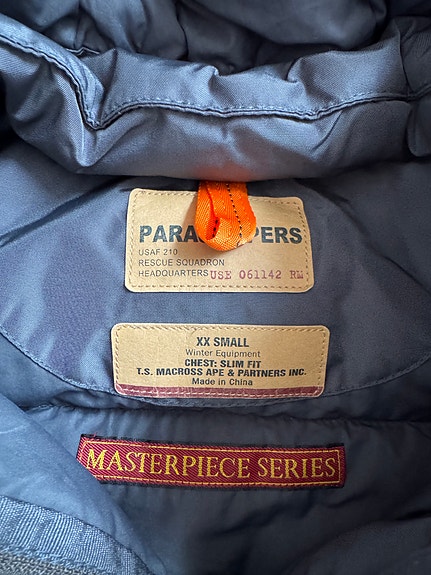 PARA PERS
USAF 210
RESCUE SQUADRON
HEADQUARTERS USE 061142 RW
XX SMALL
Winter Equipment
CHEST: SLIM FIT
T.S. MACROSS APE & PARTNERS INC.
Made in China
MASTERPIECE SERIES